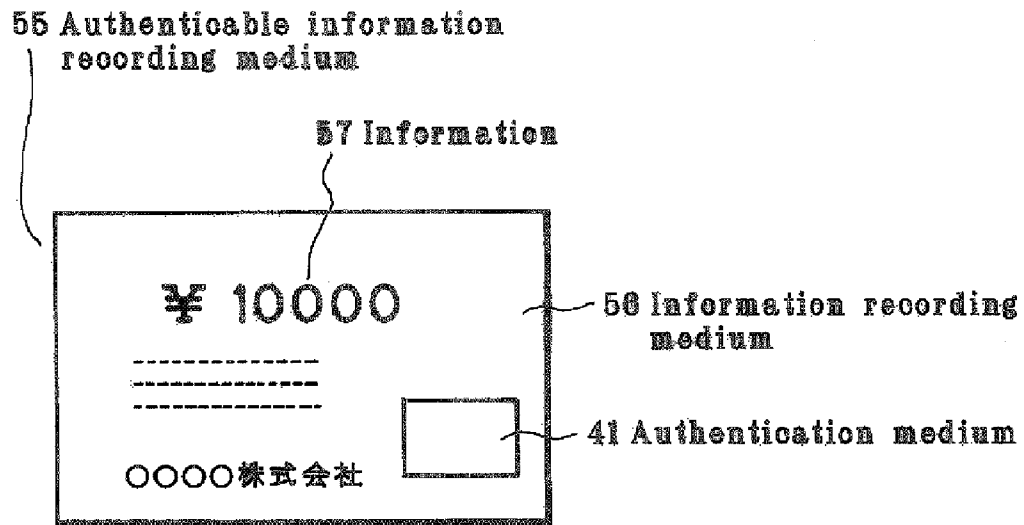 55 Authenticable information
recording medium
57 Information
¥ 10000
56 Information recording
medium
41 Authentication medium
○○○○株式会社